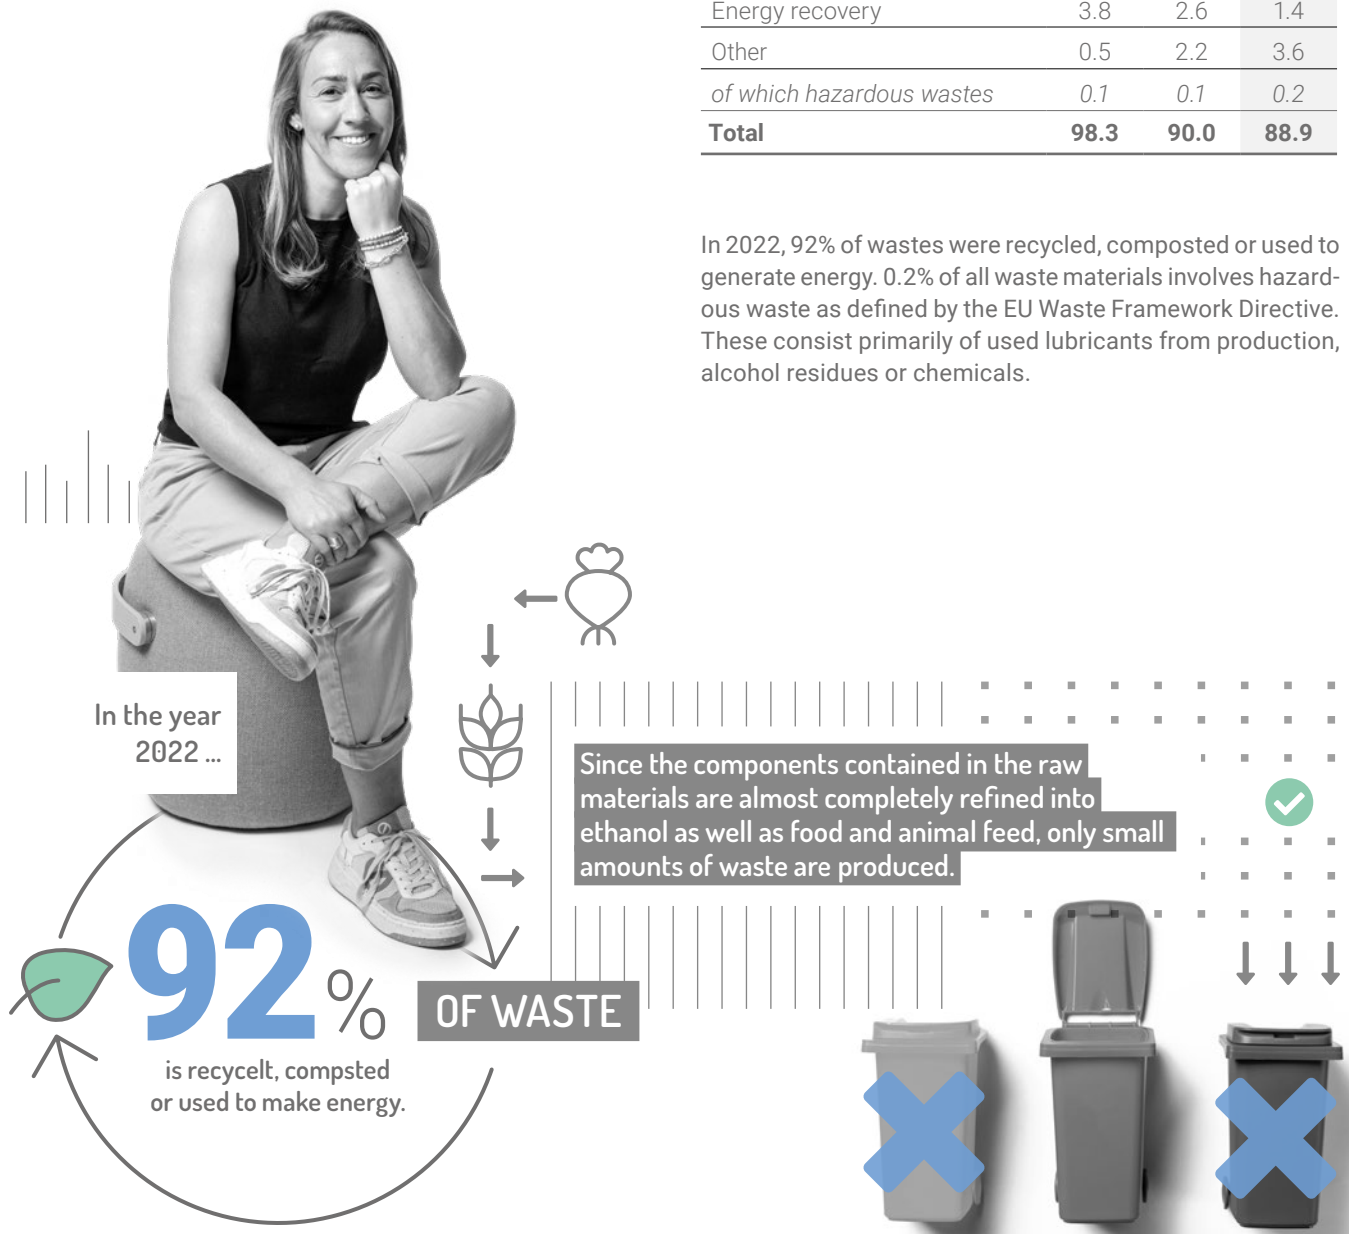 Energy recovery 3.8 2.6 1.4
Other 0.5 2.2 3.6
of which hazardous wastes 0.1 0.1 0.2
Total 98.3 90.0 88.9
In 2022, 92% of wastes were recycled, composted or used to
generate energy. 0.2% of all waste materials involves hazard-
ous waste as defined by the EU Waste Framework Directive.
These consist primarily of used lubricants from production,
alcohol residues or chemicals.
In the year
2022 ...
Since the components contained in the raw
materials are almost completely refined into
ethanol as well as food and animal feed, only small
amounts of waste are produced.
92%
OF WASTE
is recycelt, compsted
or used to make energy.